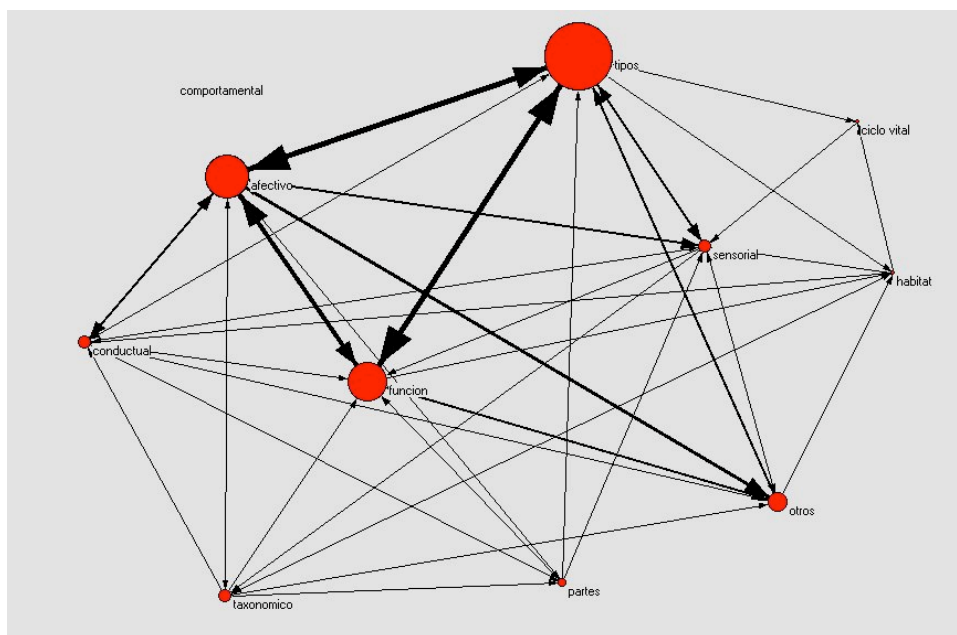 tipos
comportamental
ciclo vital
afectivo
sensorial
habitat
conductual
funcion
otros
partes
taxonomico